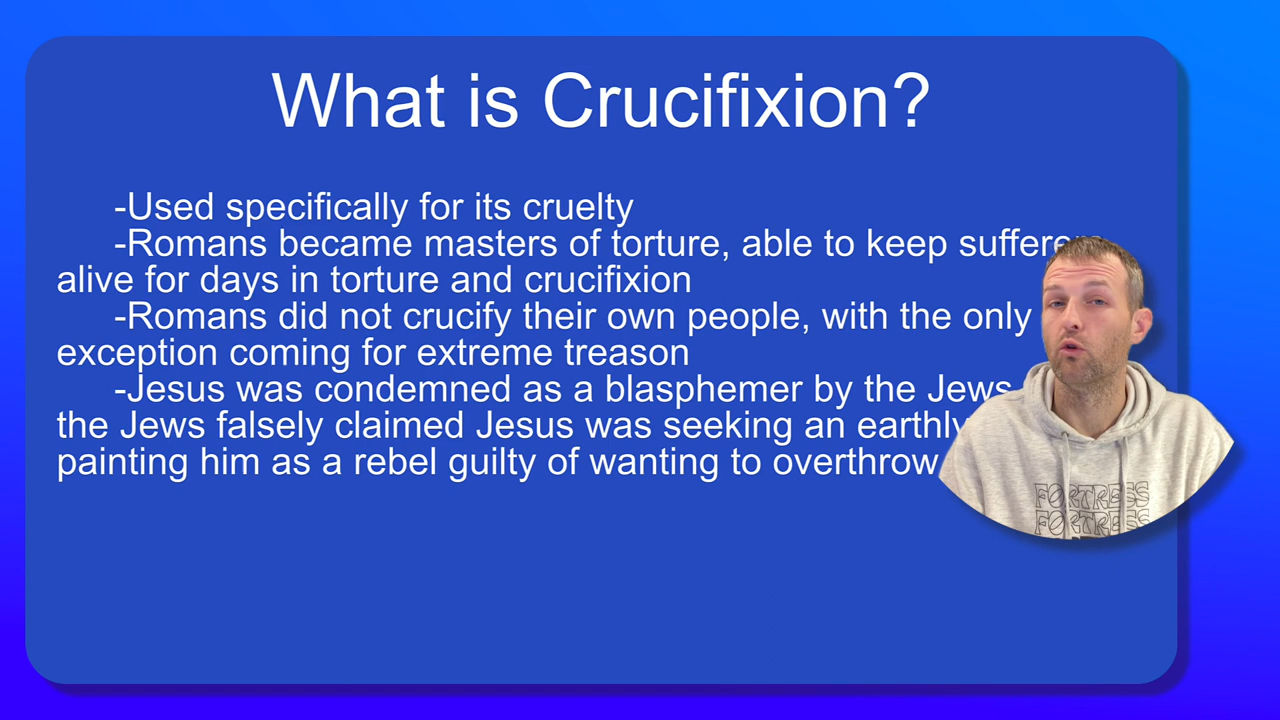 What is Crucifixion?
-Used specifically for its cruelty
-Romans became masters of torture, able to keep
alive for days in torture and crucifixion
-Romans did not crucify their own people, with the only
exception coming for extreme treason
-Jesus was condemned as a blasphemer by the Jews
the Jews falsely claimed Jesus was seeking an earthly
painting him as a rebel guilty of wanting to overthrow
FORTRESS
FORTRESS